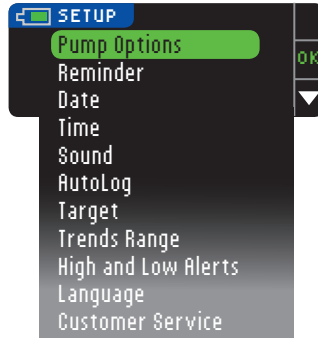 SETUP
Pump Options
OK
Reminder
Date
Time
Sound
AutoLog
Target
Trends Range
High and Low Alerts
Language
Customer Service